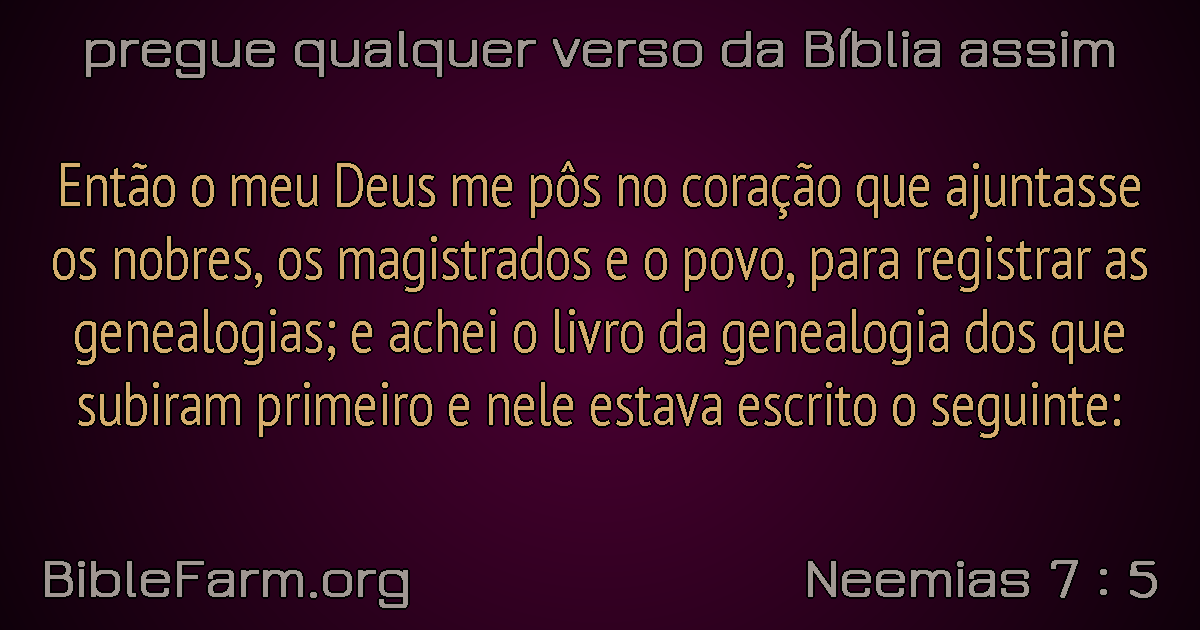 pregue qualquer verso da Bíblia assim
Então o meu Deus me pôs no coração que ajuntasse
os nobres, os magistrados e o povo, para registrar as
genealogias; e achei o livro da genealogia dos que
subiram primeiro e nele estava escrito o seguinte:
BibleFarm.org
Neemias 7 : 5